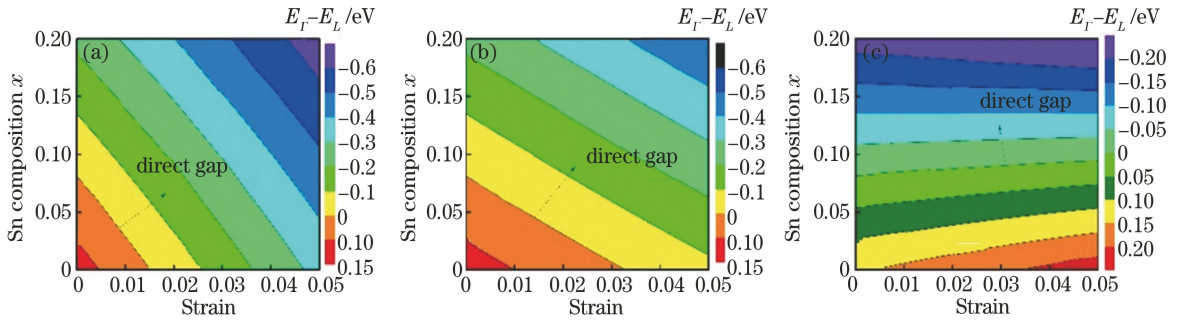 E_Γ–E_L /eV
(a)
0.20
0.15
0.10
0.05
0
Sn composition x
direct gap
0 0.01 0.02 0.03 0.04 0.05
Strain
–0.6
–0.5
–0.4
–0.3
–0.2
–0.1
0
0.10
0.15
E_Γ–E_L /eV
(b)
0.20
0.15
0.10
0.05
0
Sn composition x
direct gap
0 0.01 0.02 0.03 0.04 0.05
Strain
–0.6
–0.5
–0.4
–0.3
–0.2
–0.1
0
0.10
0.15
E_Γ–E_L /eV
(c)
0.20
0.15
0.10
0.05
0
Sn composition x
direct gap
0 0.01 0.02 0.03 0.04 0.05
Strain
–0.20
–0.15
–0.10
–0.05
0
0.05
0.10
0.15
0.20